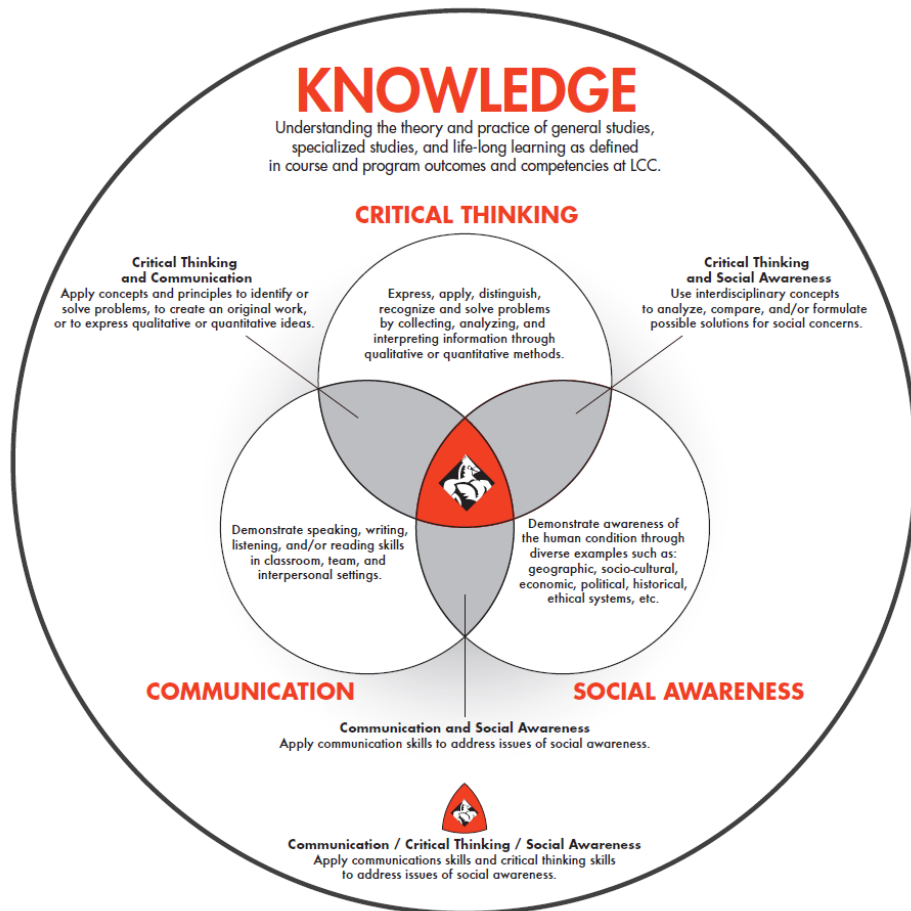 KNOWLEDGE
Understanding the theory and practice of general studies,
specialized studies, and life-long learning as defined
in course and program outcomes and competencies at LCC.
CRITICAL THINKING
Critical Thinking
and Communication
Apply concepts and principles to identify or
solve problems, to create an original work,
or to express qualitative or quantitative ideas.
Express, apply, distinguish,
recognize and solve problems
by collecting, analyzing, and
interpreting information through
qualitative or quantitative methods.
Critical Thinking
and Social Awareness
Use interdisciplinary concepts
to analyze, compare, and/or formulate
possible solutions for social concerns.
Demonstrate speaking, writing,
listening, and/or reading skills
in classroom, team, and
interpersonal settings.
Demonstrate awareness of
the human condition through
diverse examples such as:
geographic, socio-cultural,
economic, political, historical,
ethical systems, etc.
COMMUNICATION
SOCIAL AWARENESS
Communication and Social Awareness
Apply communication skills to address issues of social awareness.
Communication / Critical Thinking / Social Awareness
Apply communications skills and critical thinking skills
to address issues of social awareness.